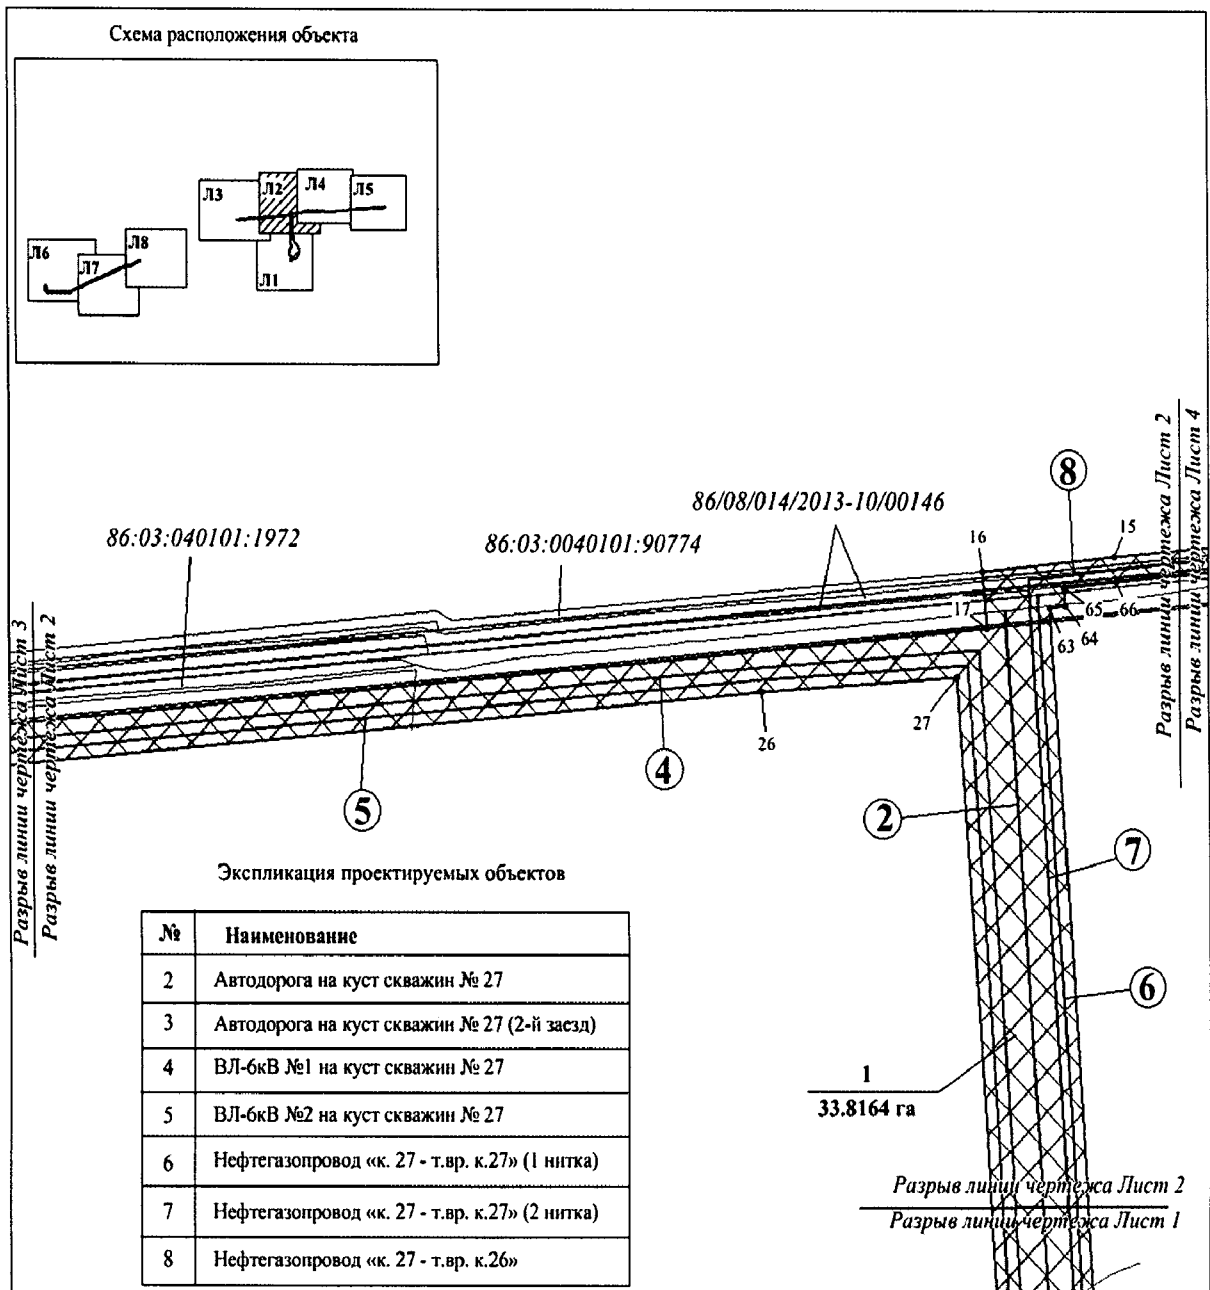 Схема расположения объекта
Л3
Л2
Л4
Л5
Л6
Л7
Л8
Л1
86:03:040101:1972
86:03:0040101:90774
86/08/014/2013-10/00146
8
16
15
17
65
66
63
64
Разрыв линии чертежа Лист 2
Разрыв линии чертежа Лист 4
Разрыв линии чертежа Лист 3
Разрыв линии чертежа Лист 2
26
27
4
5
2
7
6
1
33.8164 га
Экспликация проектируемых объектов
№ Наименование
2 Автодорога на куст скважин № 27
3 Автодорога на куст скважин № 27 (2-й заезд)
4 ВЛ-6кВ №1 на куст скважин № 27
5 ВЛ-6кВ №2 на куст скважин № 27
6 Нефтегазопровод «к. 27 - т.вр. к.27» (1 нитка)
7 Нефтегазопровод «к. 27 - т.вр. к.27» (2 нитка)
8 Нефтегазопровод «к. 27 - т.вр. к.26»
Разрыв линии чертежа Лист 2
Разрыв линии чертежа Лист 1